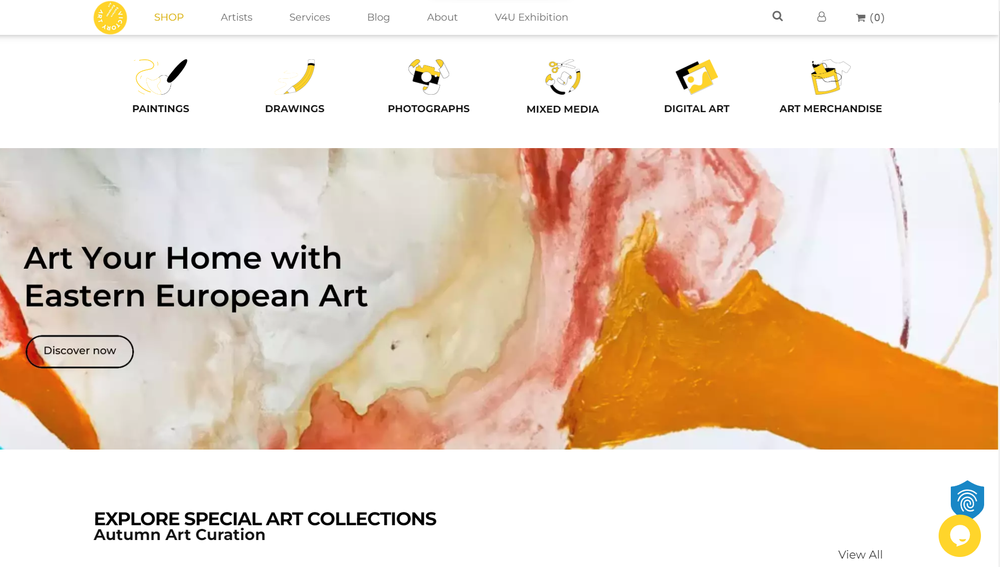 VICTORY ART
SHOP
Artists
Services
Blog
About
V4U Exhibition
(0)
PAINTINGS
DRAWINGS
PHOTOGRAPHS
MIXED MEDIA
DIGITAL ART
ART MERCHANDISE
Art Your Home with
Eastern European Art
Discover now
EXPLORE SPECIAL ART COLLECTIONS
Autumn Art Curation
View All